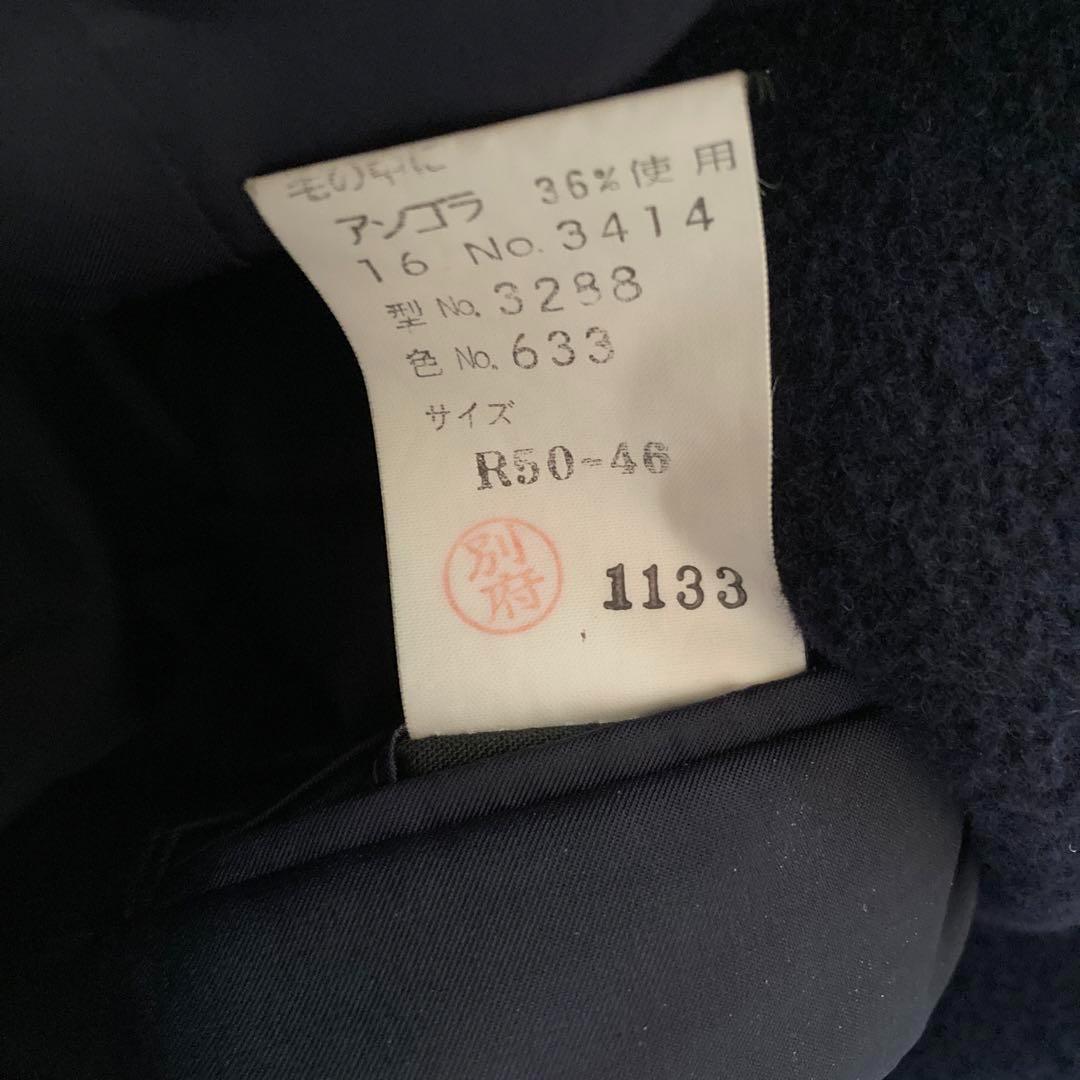 毛の中に
アンゴラ 36%使用
16 No. 3414
型 No. 3288
色 No. 633
サイズ
R50-46
別府
1133